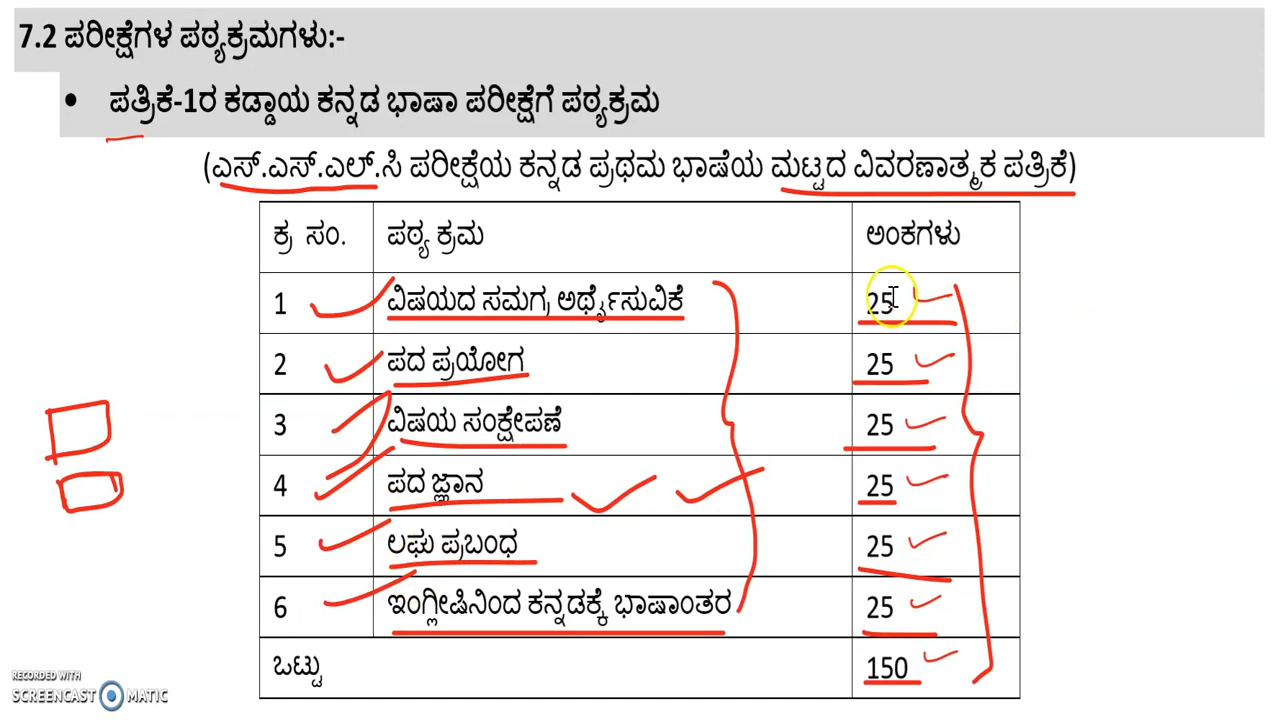 7.2 ಪರೀಕ್ಷೆಗಳ ಪಠ್ಯಕ್ರಮಗಳು:-
• ಪತ್ರಿಕೆ-1ರ ಕಡ್ಡಾಯ ಕನ್ನಡ ಭಾಷಾ ಪರೀಕ್ಷೆಗೆ ಪಠ್ಯಕ್ರಮ
(ಎಸ್.ಎಸ್.ಎಲ್.ಸಿ ಪರೀಕ್ಷೆಯ ಕನ್ನಡ ಪ್ರಥಮ ಭಾಷೆಯ ಮಟ್ಟದ ವಿವರಣಾತ್ಮಕ ಪತ್ರಿಕೆ)
ಕ್ರ ಸಂ. ಪಠ್ಯ ಕ್ರಮ ಅಂಕಗಳು
1 ವಿಷಯದ ಸಮಗ್ರ ಅರ್ಥೈಸುವಿಕೆ 25
2 ಪದ ಪ್ರಯೋಗ 25
3 ವಿಷಯ ಸಂಕ್ಷೇಪಣೆ 25
4 ಪದ ಜ್ಞಾನ 25
5 ಲಘು ಪ್ರಬಂಧ 25
6 ಇಂಗ್ಲೀಷಿನಿಂದ ಕನ್ನಡಕ್ಕೆ ಭಾಷಾಂತರ 25
ಒಟ್ಟು 150
RECORDED WITH
SCREENCAST MATIC